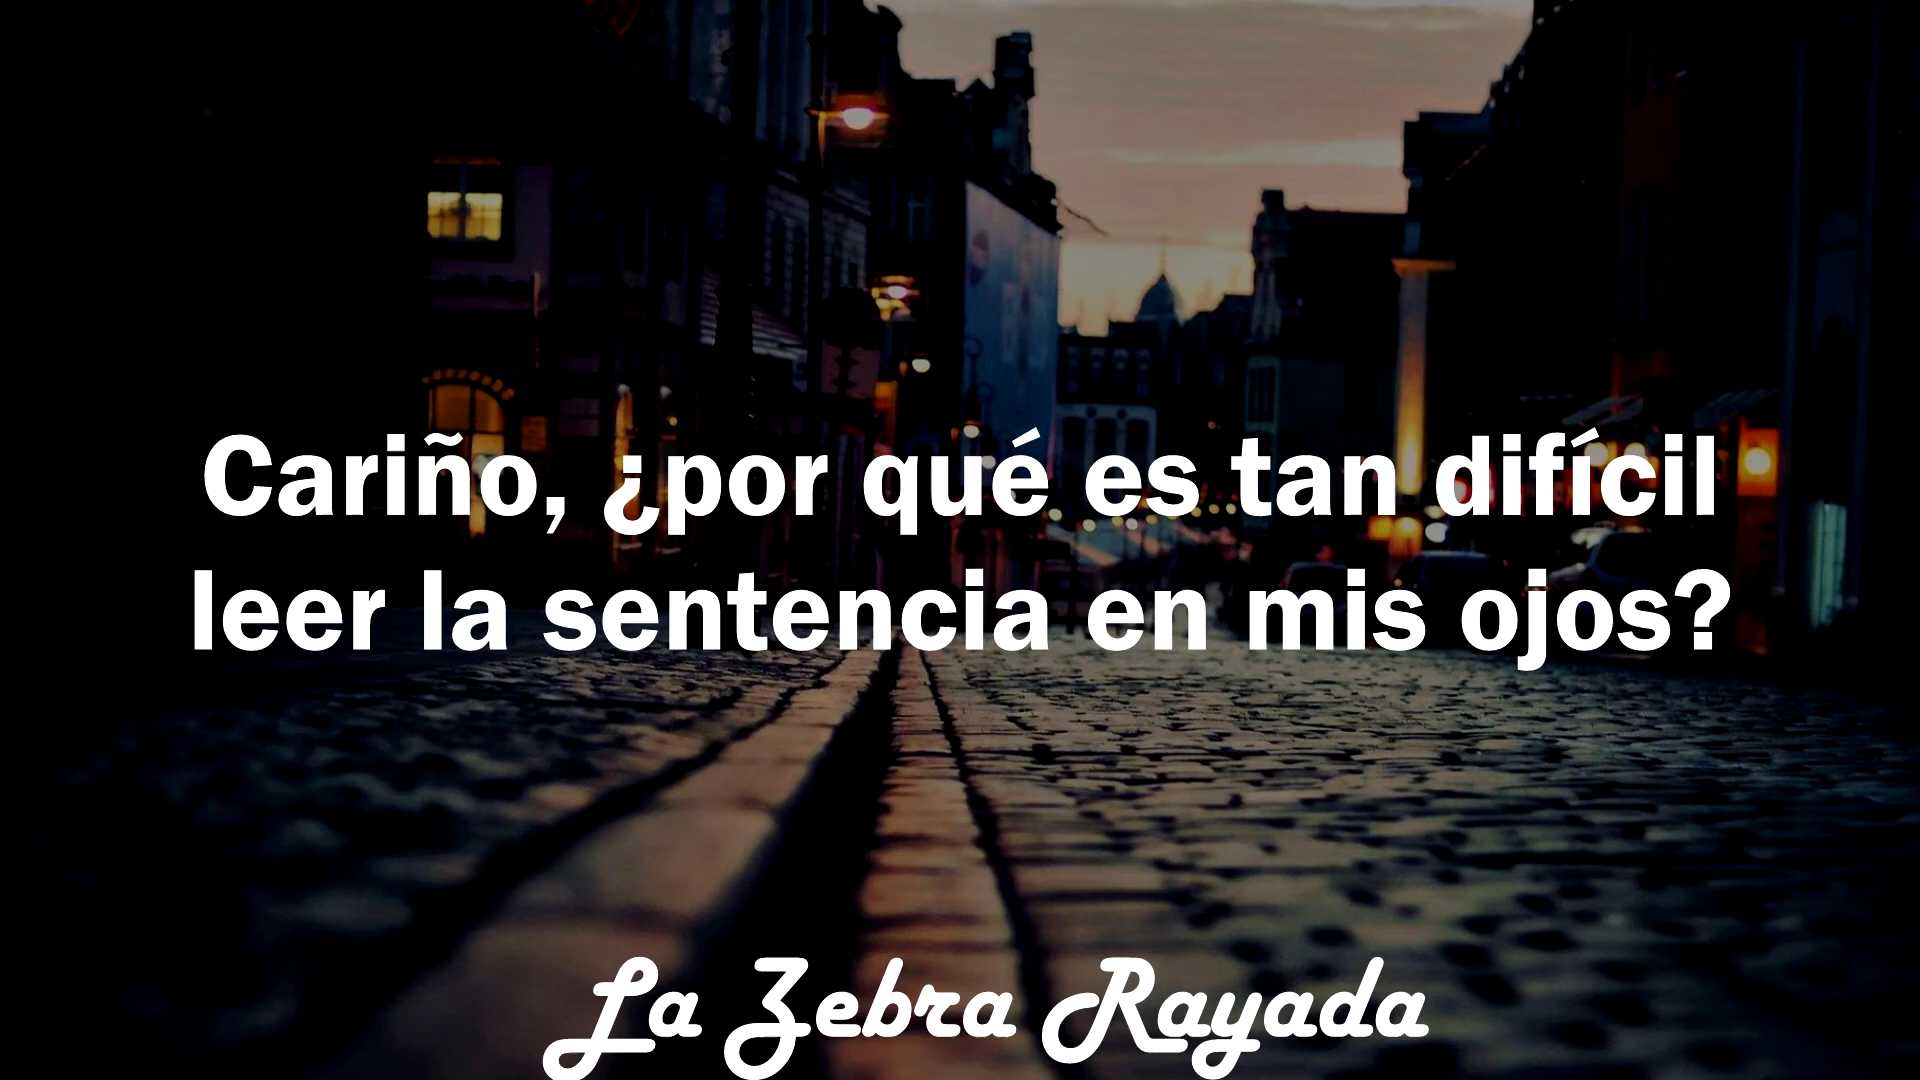 Cariño, ¿por qué es tan difícil
leer la sentencia en mis ojos?
La Zebra Rayada